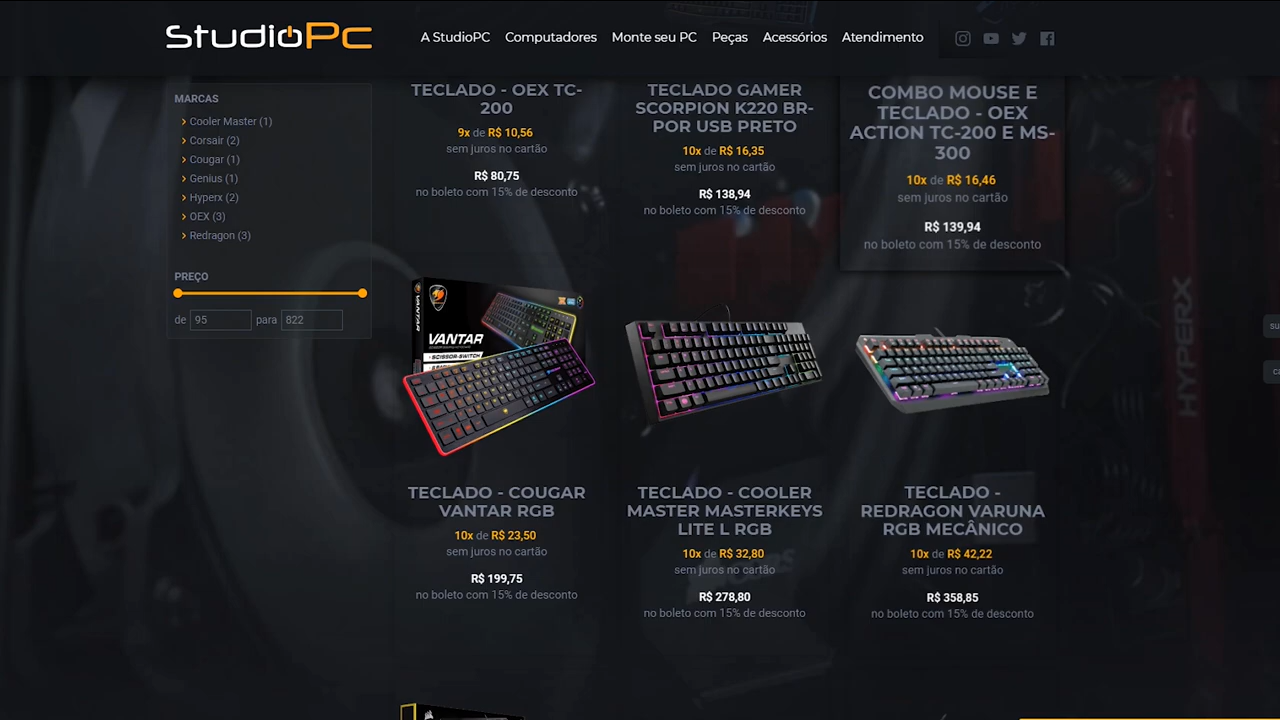 StudioPc
A StudioPC
Computadores
Monte seu PC
Peças
Acessórios
Atendimento
MARCAS
Cooler Master (1)
Corsair (2)
Cougar (1)
Genius (1)
Hyperx (2)
OEX (3)
Redragon (3)
PREÇO
de 95 para 822
TECLADO - OEX TC-
200
9x de R$ 10,56
sem juros no cartão
R$ 80,75
no boleto com 15% de desconto
TECLADO GAMER
SCORPION K220 BR-
POR USB PRETO
10x de R$ 16,35
sem juros no cartão
R$ 138,94
no boleto com 15% de desconto
COMBO MOUSE E
TECLADO - OEX
ACTION TC-200 E MS-
300
10x de R$ 16,46
sem juros no cartão
R$ 139,94
no boleto com 15% de desconto
VANTAR
VANTAR
SCISSOR-SWITCH
TECLADO - COUGAR
VANTAR RGB
10x de R$ 23,50
sem juros no cartão
R$ 199,75
no boleto com 15% de desconto
TECLADO - COOLER
MASTER MASTERKEYS
LITE L RGB
10x de R$ 32,80
sem juros no cartão
R$ 278,80
no boleto com 15% de desconto
TECLADO -
REDRAGON VARUNA
RGB MECÂNICO
10x de R$ 42,22
sem juros no cartão
R$ 358,85
no boleto com 15% de desconto
HYPERX
su
ca